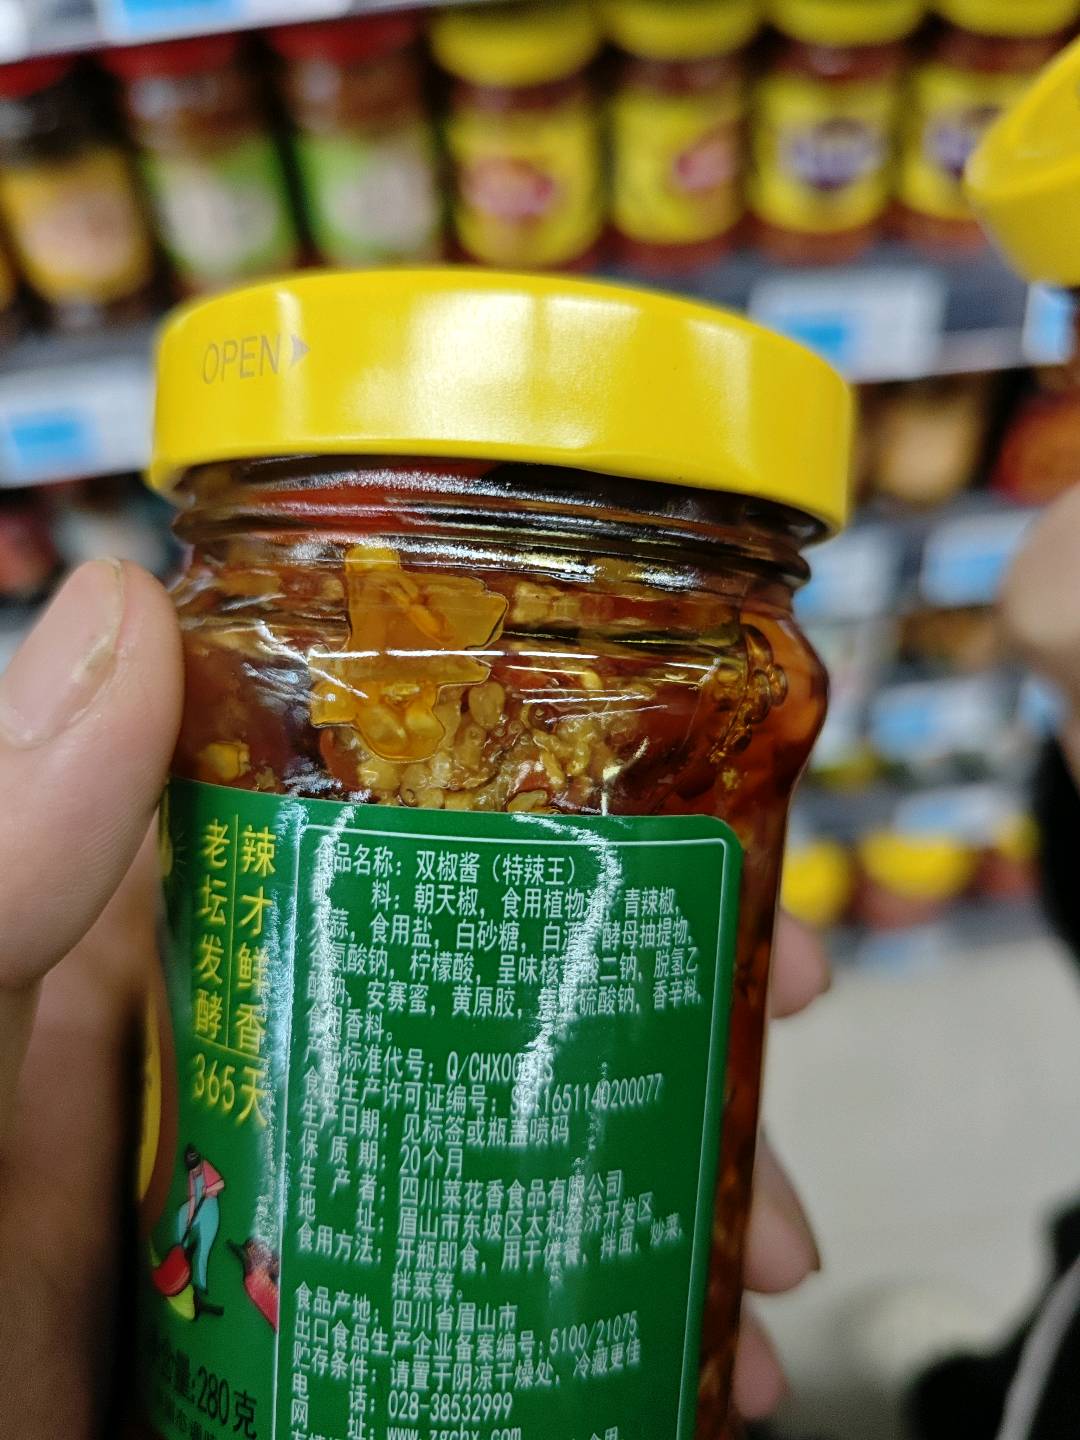 OPEN
辣才鲜香
老坛发酵
365天
品名称：双椒酱（特辣王）
料：朝天椒，食用植物 青辣椒，
蒜，食用盐，白砂糖，白酒 酵母抽提物，
氨酸钠，柠檬酸，呈味核 酸二钠，脱氢乙
酸钠，安赛蜜，黄原胶， 硫酸钠，香辛料，
食用香料。
产品标准代号：Q/CHX00
食品生产许可证编号： 1651140200077
生产日期：见标签或瓶盖喷码
保质期：20个月
生产者：四川菜花香食品有限公司
地址：眉山市东坡区太和经济开发区
食用方法：开瓶即食，用于佐餐，拌面，炒菜，
拌菜等。
食品产地：四川省眉山市
出口食品生产企业备案编号：5100/21075
贮存条件：请置于阴凉干燥处，冷藏更佳
电话：028-38532999
网址：www.zgchx.com
量：280克